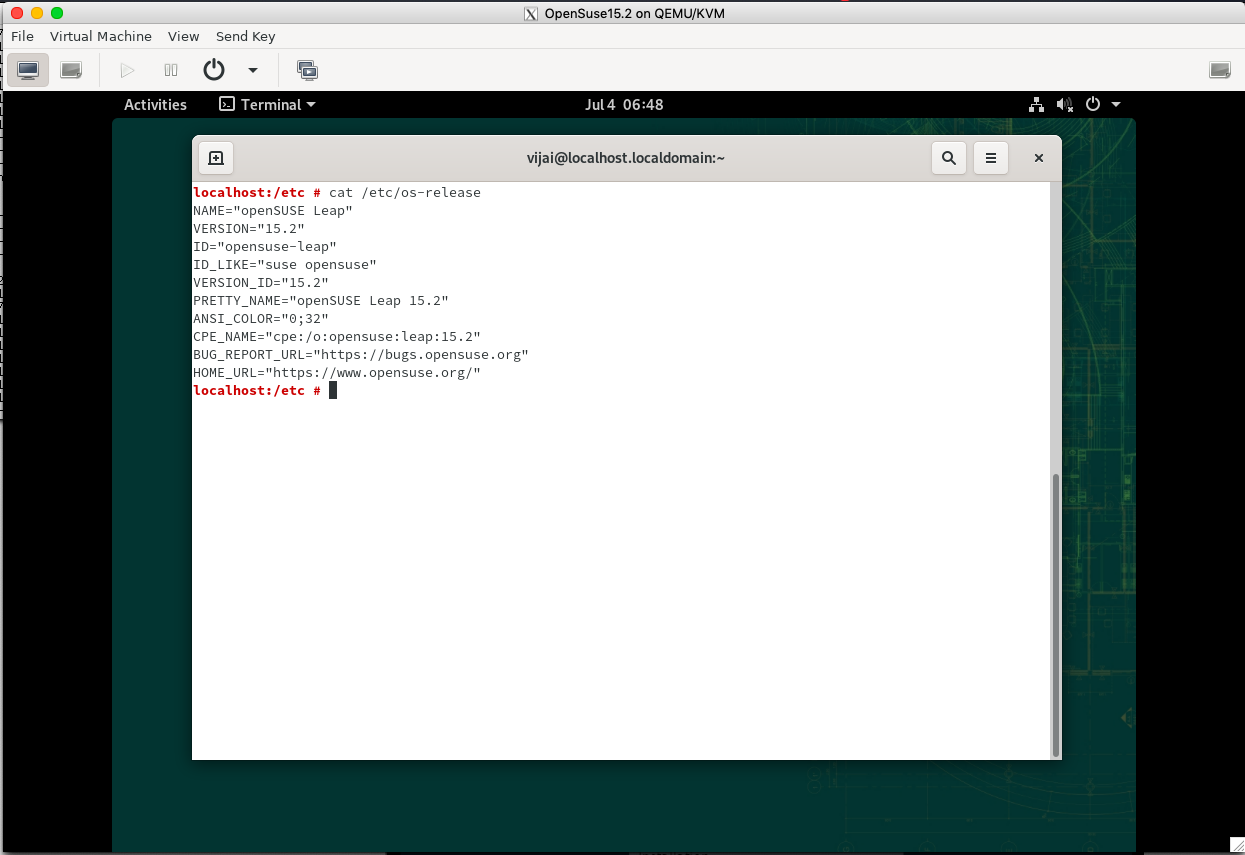 OpenSuse15.2 on QEMU/KVM
File Virtual Machine View Send Key
Activities Terminal Jul 4 06:48
vijai@localhost.localdomain:~
localhost:/etc # cat /etc/os-release
NAME="openSUSE Leap"
VERSION="15.2"
ID="opensuse-leap"
ID_LIKE="suse opensuse"
VERSION_ID="15.2"
PRETTY_NAME="openSUSE Leap 15.2"
ANSI_COLOR="0;32"
CPE_NAME="cpe:/o:opensuse:leap:15.2"
BUG_REPORT_URL="https://bugs.opensuse.org"
HOME_URL="https://www.opensuse.org/"
localhost:/etc #